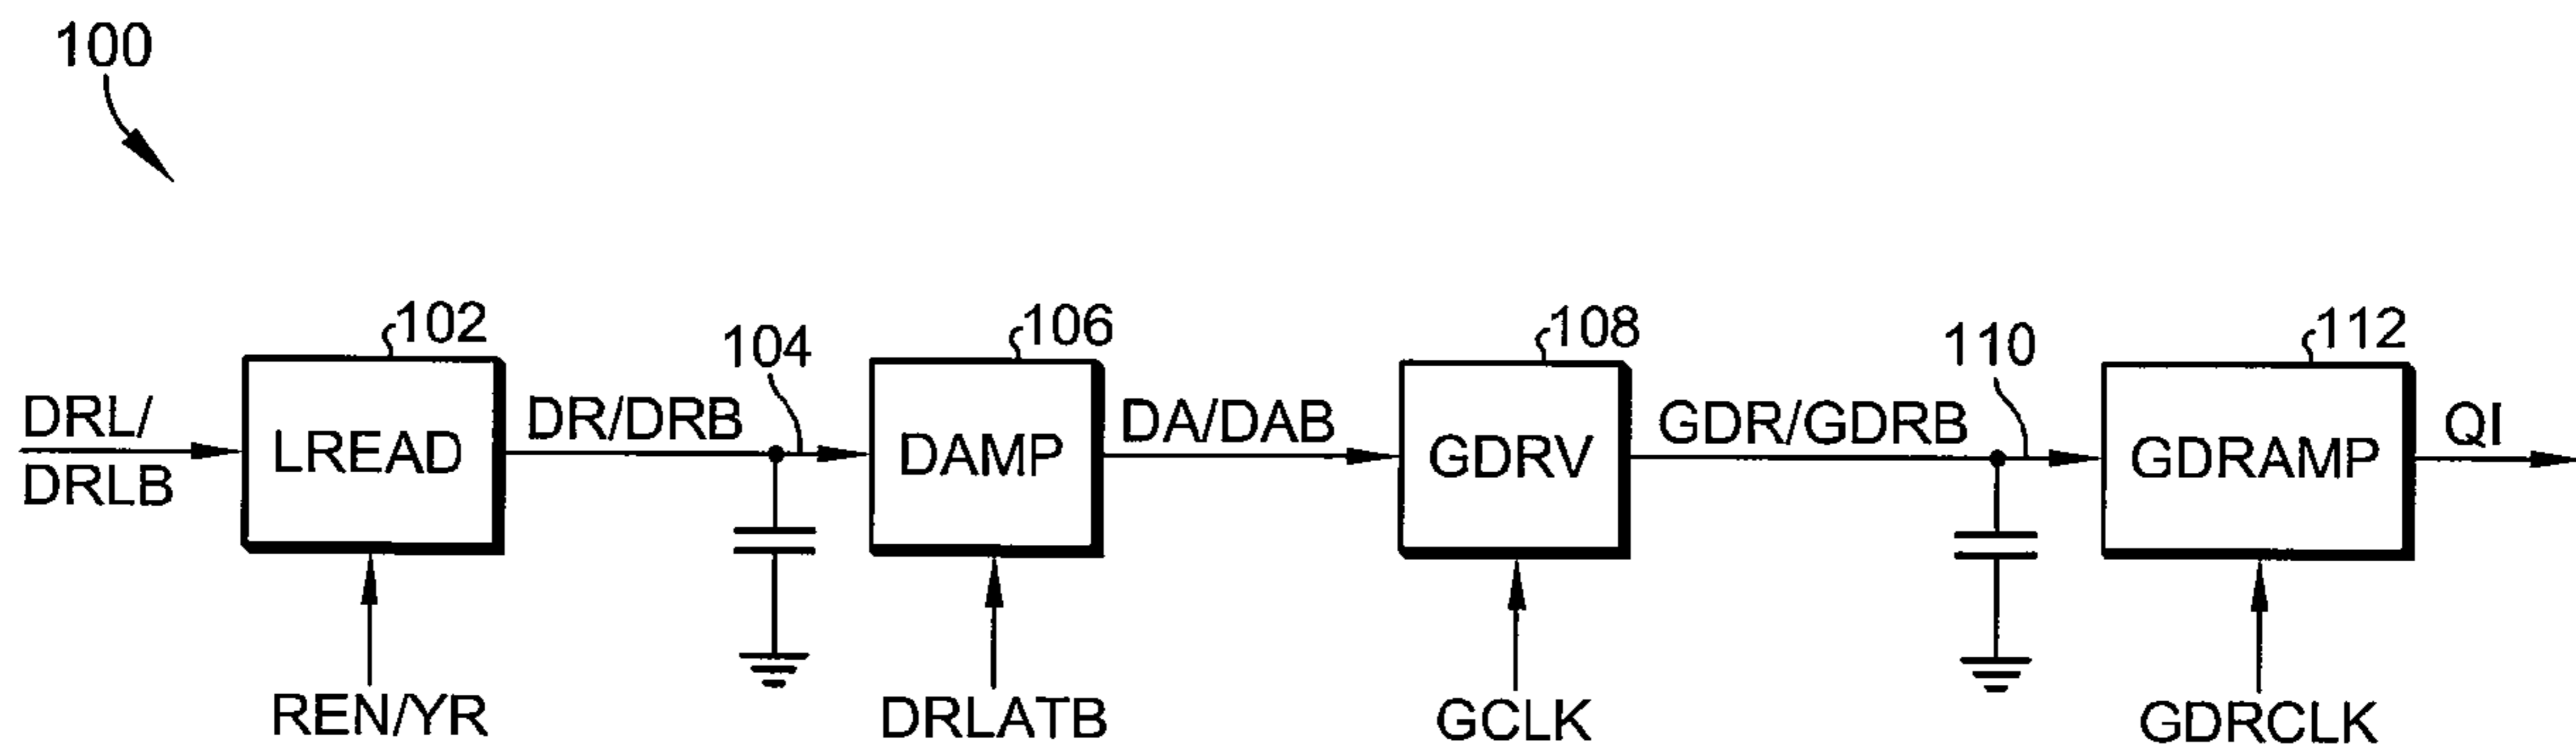 100
102
104
106
108
110
112
DRL/
DRLB
LREAD
DR/DRB
DAMP
DA/DAB
GDRV
GDR/GDRB
GDRAMP
QI
REN/YR
DRLATB
GCLK
GDRCLK